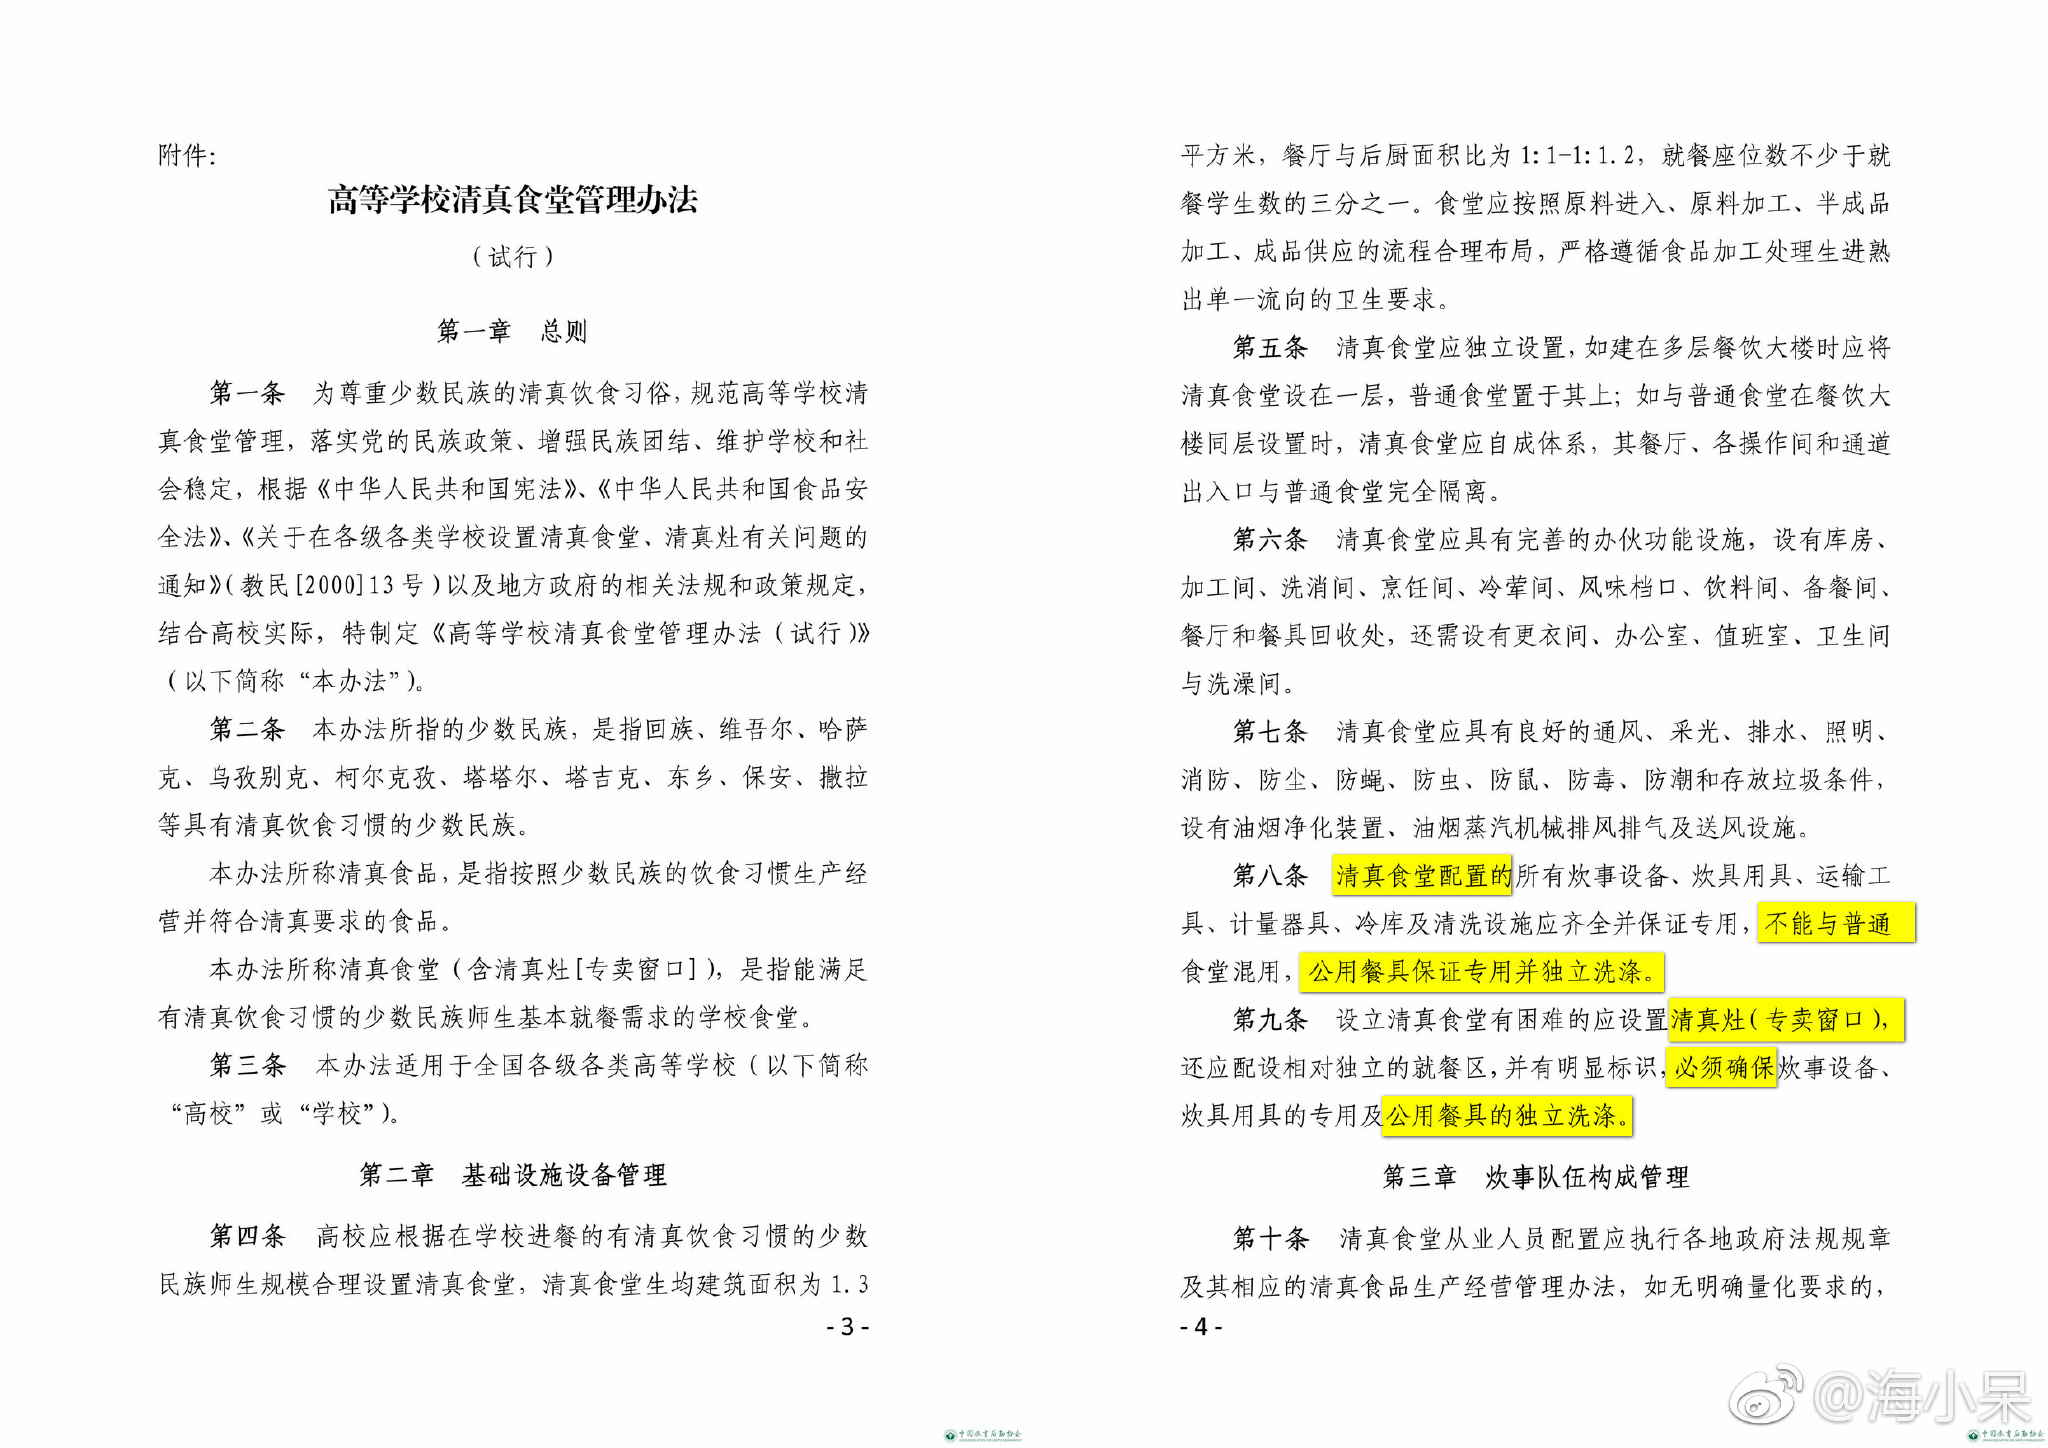 附件：
高等学校清真食堂管理办法
（试行）
第一章 总则
第一条 为尊重少数民族的清真饮食习俗，规范高等学校清
真食堂管理，落实党的民族政策、增强民族团结、维护学校和社
会稳定，根据《中华人民共和国宪法》、《中华人民共和国食品安
全法》、《关于在各级各类学校设置清真食堂、清真灶有关问题的
通知》（教民[2000]13号）以及地方政府的相关法规和政策规定，
结合高校实际，特制定《高等学校清真食堂管理办法（试行）》
（以下简称“本办法”）。
第二条 本办法所指的少数民族，是指回族、维吾尔、哈萨
克、乌孜别克、柯尔克孜、塔塔尔、塔吉克、东乡、保安、撒拉
等具有清真饮食习惯的少数民族。
本办法所称清真食品，是指按照少数民族的饮食习惯生产经
营并符合清真要求的食品。
本办法所称清真食堂（含清真灶[专卖窗口]），是指能满足
有清真饮食习惯的少数民族师生基本就餐需求的学校食堂。
第三条 本办法适用于全国各级各类高等学校（以下简称
“高校”或“学校”）。
第二章 基础设施设备管理
第四条 高校应根据在学校进餐的有清真饮食习惯的少数
民族师生规模合理设置清真食堂，清真食堂生均建筑面积为1.3
- 3 -
平方米，餐厅与后厨面积比为1:1-1:1.2，就餐座位数不少于就
餐学生数的三分之一。食堂应按照原料进入、原料加工、半成品
加工、成品供应的流程合理布局，严格遵循食品加工处理生进熟
出单一流向的卫生要求。
第五条 清真食堂应独立设置，如建在多层餐饮大楼时应将
清真食堂设在一层，普通食堂置于其上；如与普通食堂在餐饮大
楼同层设置时，清真食堂应自成体系，其餐厅、各操作间和通道
出入口与普通食堂完全隔离。
第六条 清真食堂应具有完善的办伙功能设施，设有库房、
加工间、洗消间、烹饪间、冷荤间、风味档口、饮料间、备餐间、
餐厅和餐具回收处，还需设有更衣间、办公室、值班室、卫生间
与洗澡间。
第七条 清真食堂应具有良好的通风、采光、排水、照明、
消防、防尘、防蝇、防虫、防鼠、防毒、防潮和存放垃圾条件，
设有油烟净化装置、油烟蒸汽机械排风排气及送风设施。
第八条 清真食堂配置的所有炊事设备、炊具用具、运输工
具、计量器具、冷库及清洗设施应齐全并保证专用，不能与普通
食堂混用，公用餐具保证专用并独立洗涤。
第九条 设立清真食堂有困难的应设置清真灶（专卖窗口），
还应配设相对独立的就餐区，并有明显标识，必须确保炊事设备、
炊具用具的专用及公用餐具的独立洗涤。
第三章 炊事队伍构成管理
第十条 清真食堂从业人员配置应执行各地政府法规规章
及其相应的清真食品生产经营管理办法，如无明确量化要求的，
- 4 -
@海小呆
中国教育后勤协会
中国教育后勤协会